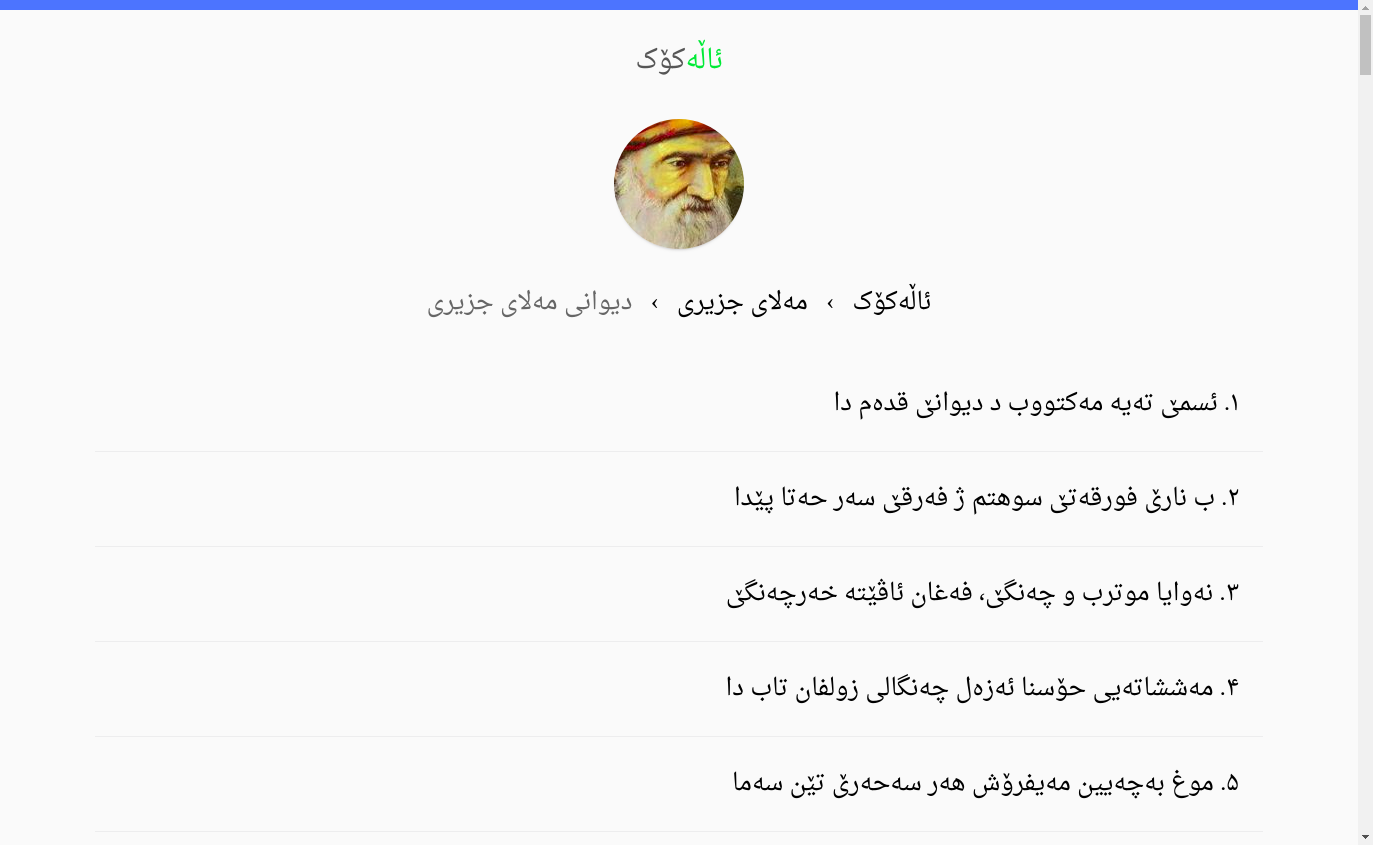 ئاڵەکۆک
ئاڵەکۆک › مەلای جزیری › دیوانی مەلای جزیری
١. ئسمێ تەیە مەکتووب د دیوانێ قدەم دا
٢. ب نارێ فورقەتێ سوهتم ژ فەرقێ سەر حەتا پێدا
٣. نەوایا موترب و چەنگێ، فەغان ئاڤێتە خەرچەنگێ
۴. مەششاتەیی حۆسنا ئەزەل چەنگالی زولفان تاب دا
۵. موغ بەچەیین مەیفرۆش هەر سەحەرێ تێن سەما